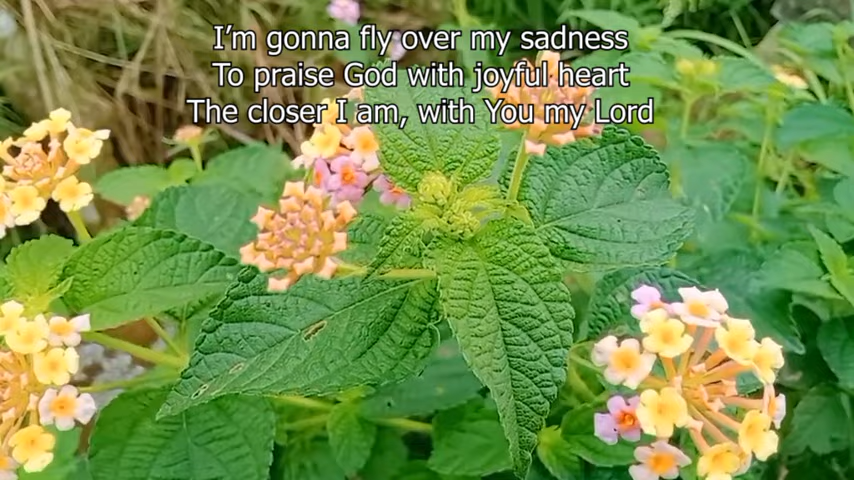 I'm gonna fly over my sadness
To praise God with joyful heart
The closer I am, with You my Lord